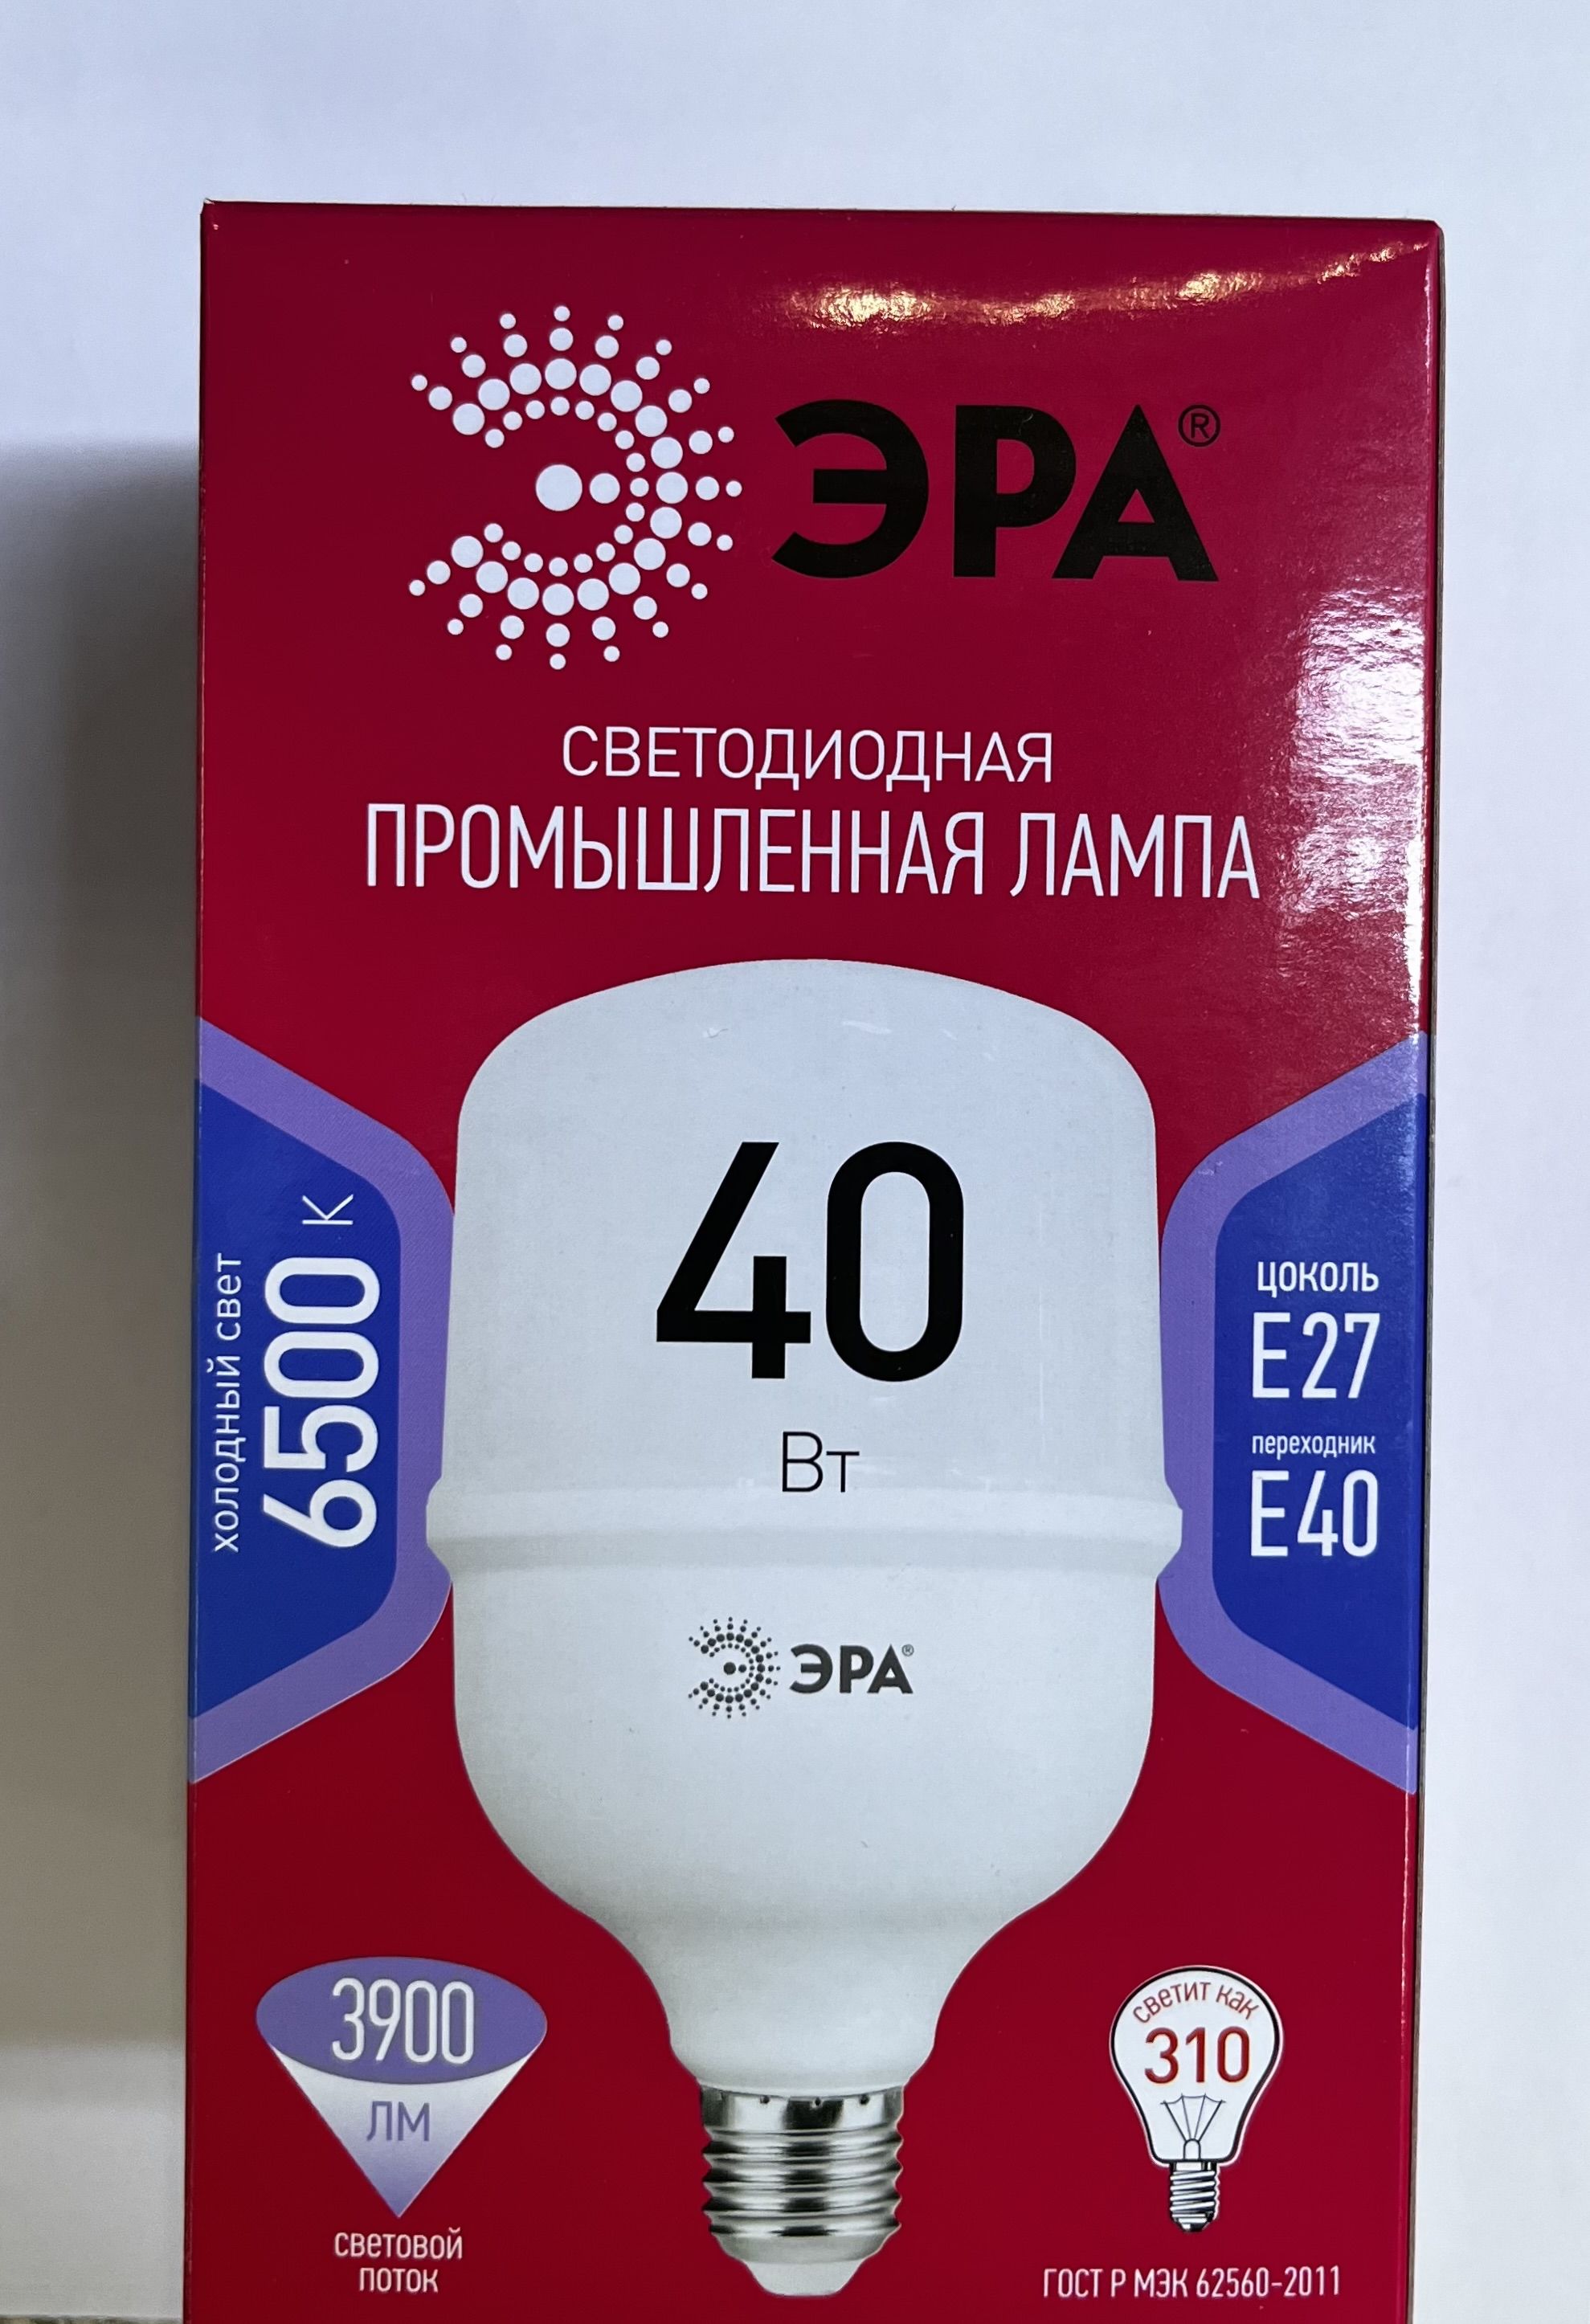 ЭРА®
СВЕТОДИОДНАЯ
ПРОМЫШЛЕННАЯ ЛАМПА
40
Вт
холодный свет
6500 К
цоколь
E27
переходник
E40
ЭРА®
3900
ЛМ
световой
поток
светит как
310
ГОСТ Р МЭК 62560-2011